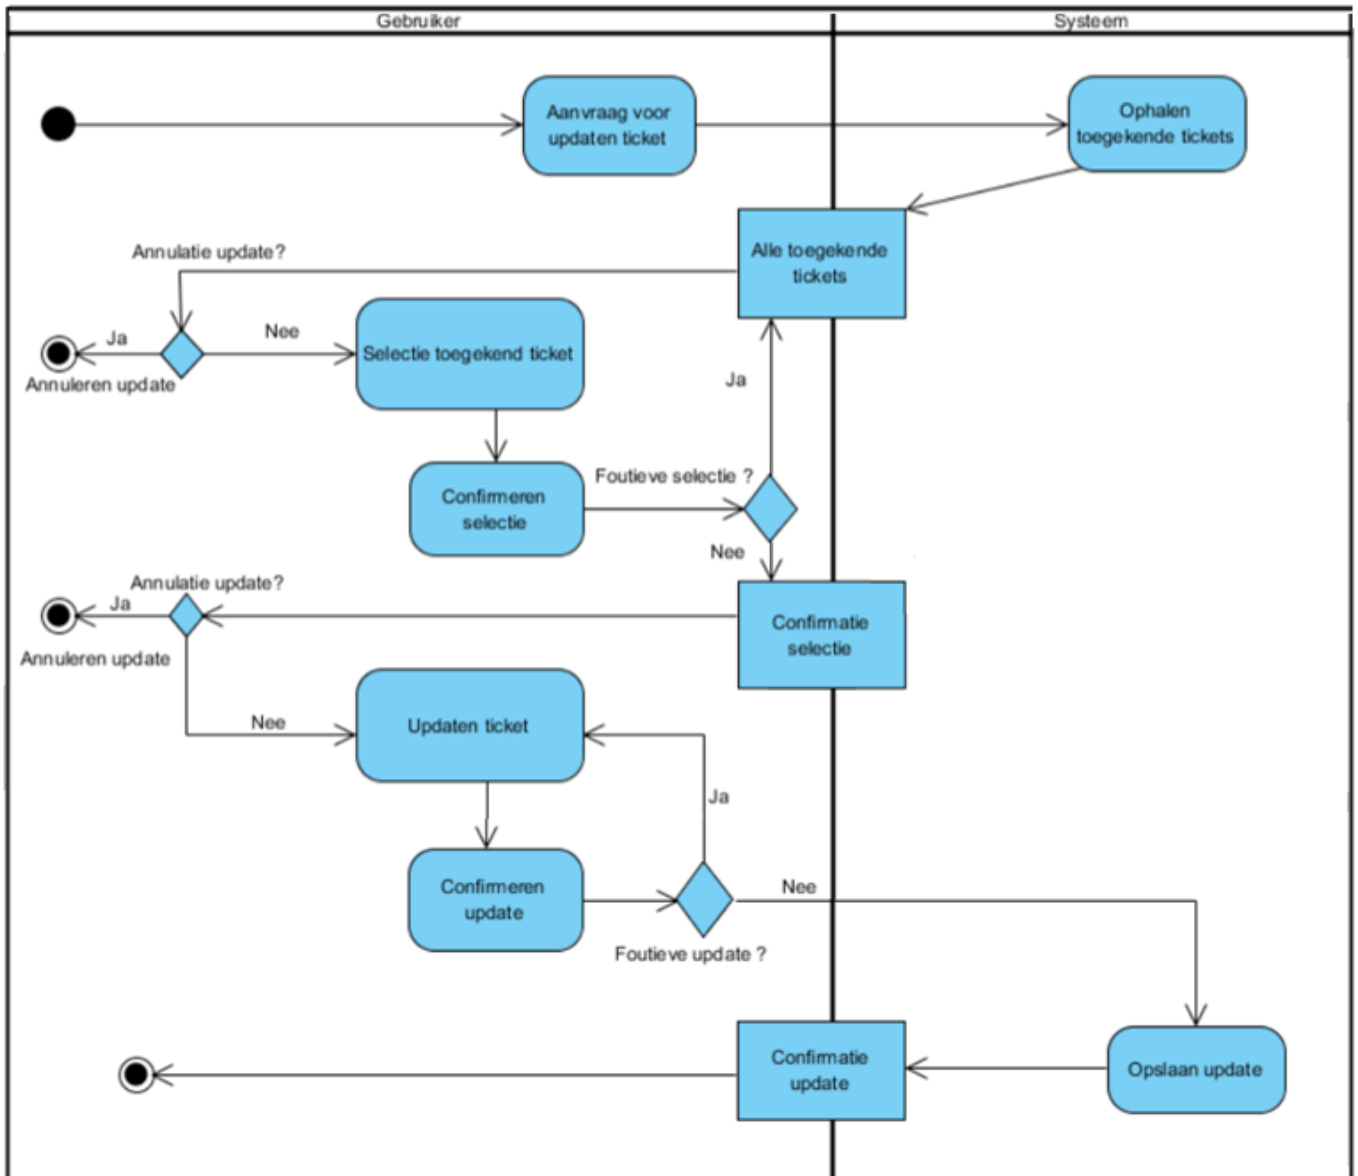 Gebruiker
Systeem
Aanvraag voor
updaten ticket
Ophalen
toegekende tickets
Alle toegekende
tickets
Annulatie update?
Ja
Nee
Annuleren update
Selectie toegekend ticket
Ja
Confirmeren
selectie
Foutieve selectie ?
Nee
Annulatie update?
Ja
Annuleren update
Confirmatie
selectie
Nee
Updaten ticket
Ja
Confirmeren
update
Nee
Foutieve update ?
Confirmatie
update
Opslaan update